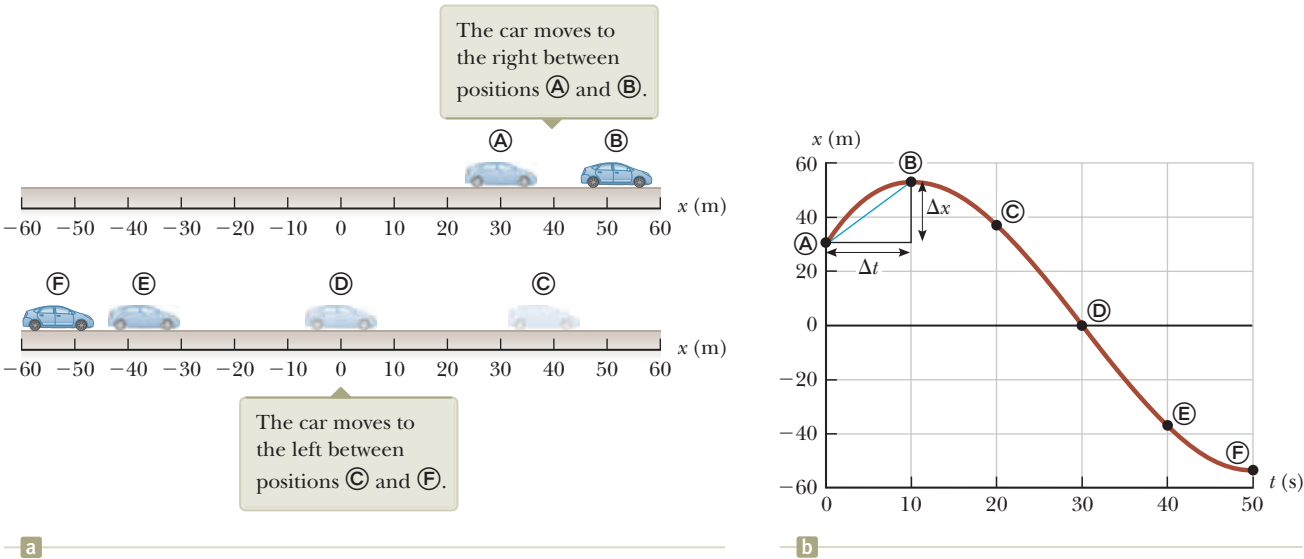 The car moves to
the right between
positions Ⓐ and Ⓑ.
Ⓐ Ⓑ
x (m)
−60 −50 −40 −30 −20 −10 0 10 20 30 40 50 60
Ⓕ Ⓔ Ⓓ Ⓒ
x (m)
−60 −50 −40 −30 −20 −10 0 10 20 30 40 50 60
The car moves to
the left between
positions Ⓒ and Ⓕ.
a
x (m)
60
40
20
0
−20
−40
−60
Ⓐ
Ⓑ
Ⓒ
Ⓓ
Ⓔ
Ⓕ
Δx
Δt
t (s)
0 10 20 30 40 50
b